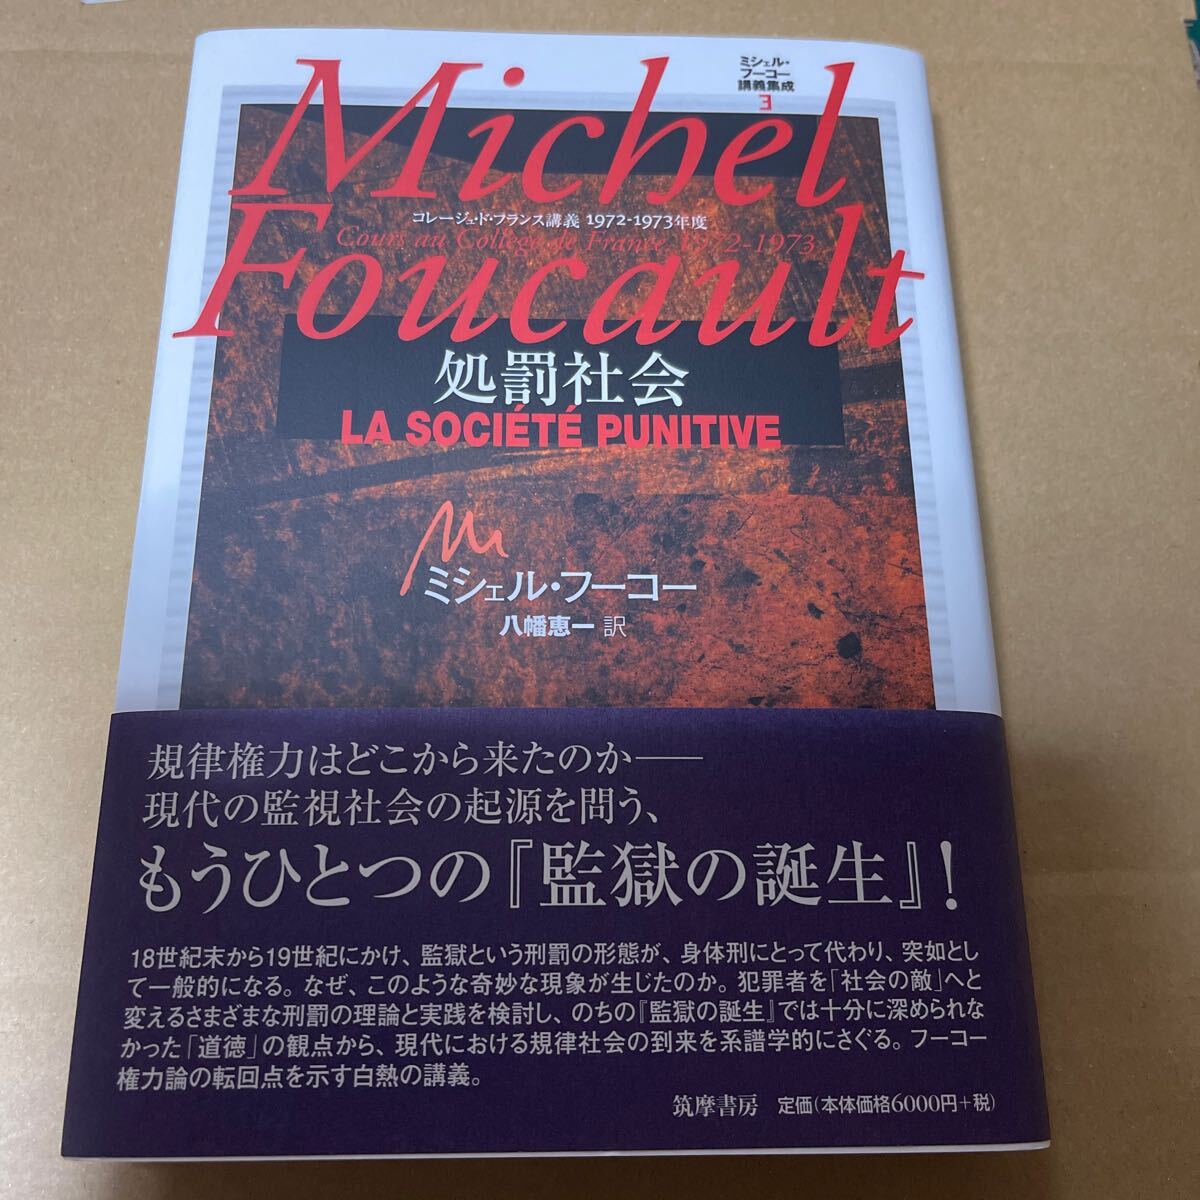 ミシェル・
フーコー
講義集成
3
Michel
コレージュ・ド・フランス講義 1972-1973年度
Cours au Collège de France. 1972-1973
Foucault
処罰社会
LA SOCIÉTÉ PUNITIVE
ミシェル・フーコー
八幡恵一 訳
規律権力はどこから来たのか──
現代の監視社会の起源を問う、
もうひとつの『監獄の誕生』!
18世紀末から19世紀にかけ、監獄という刑罰の形態が、身体刑にとって代わり、突如とし
て一般的になる。なぜ、このような奇妙な現象が生じたのか。犯罪者を「社会の敵」へと
変えるさまざまな刑罰の理論と実践を検討し、のちの『監獄の誕生』では十分に深められな
かった「道徳」の観点から、現代における規律社会の到来を系譜学的にさぐる。フーコー
権力論の転回点を示す白熱の講義。
筑摩書房 定価(本体価格6000円+税)